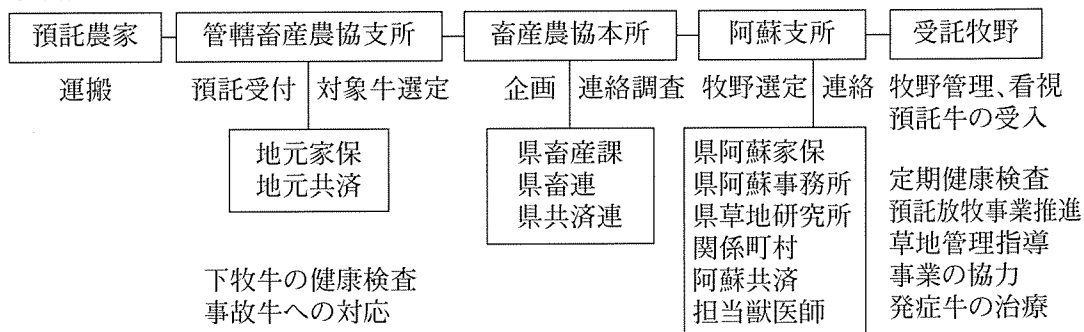 預託農家 管轄畜産農協支所 畜産農協本所 阿蘇支所 受託牧野
運搬 預託受付 対象牛選定 企画 連絡調査 牧野選定 連絡 牧野管理、看視
預託牛の受入
地元家保
地元共済
県畜産課
県畜連
県共済連
県阿蘇家保
県阿蘇事務所
県草地研究所
関係町村
阿蘇共済
担当獣医師
定期健康検査
預託放牧事業推進
草地管理指導
事業の協力
発症牛の治療
下牧牛の健康検査
事故牛への対応